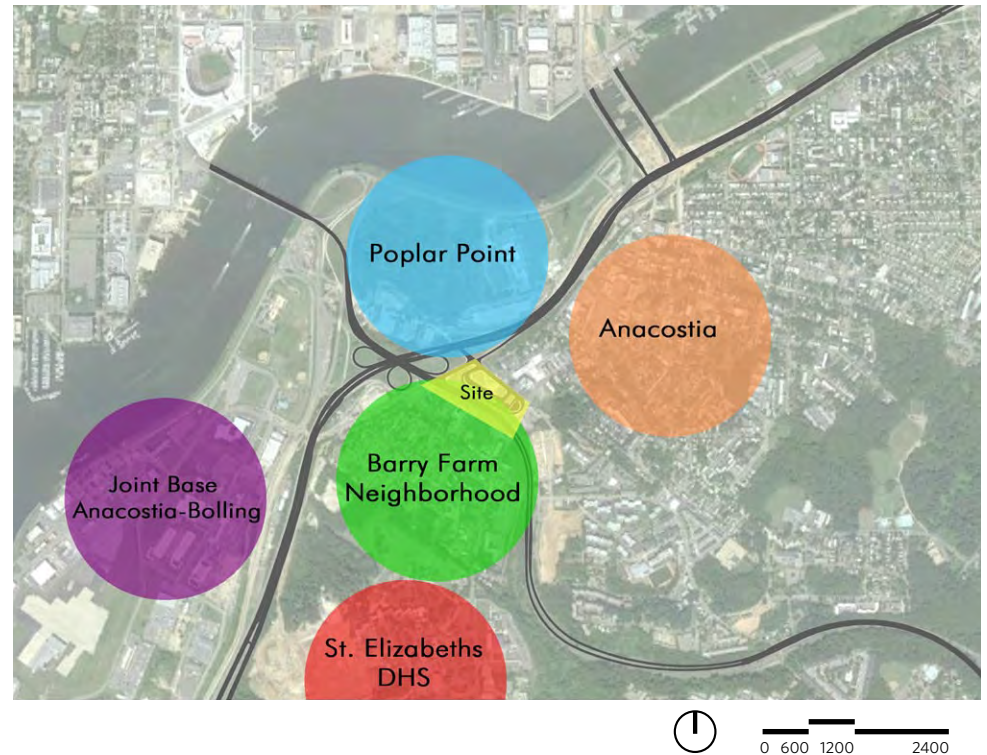 Poplar Point
Anacostia
Site
Barry Farm
Neighborhood
Joint Base
Anacostia-Bolling
St. Elizabeths
DHS
0 600 1200 2400